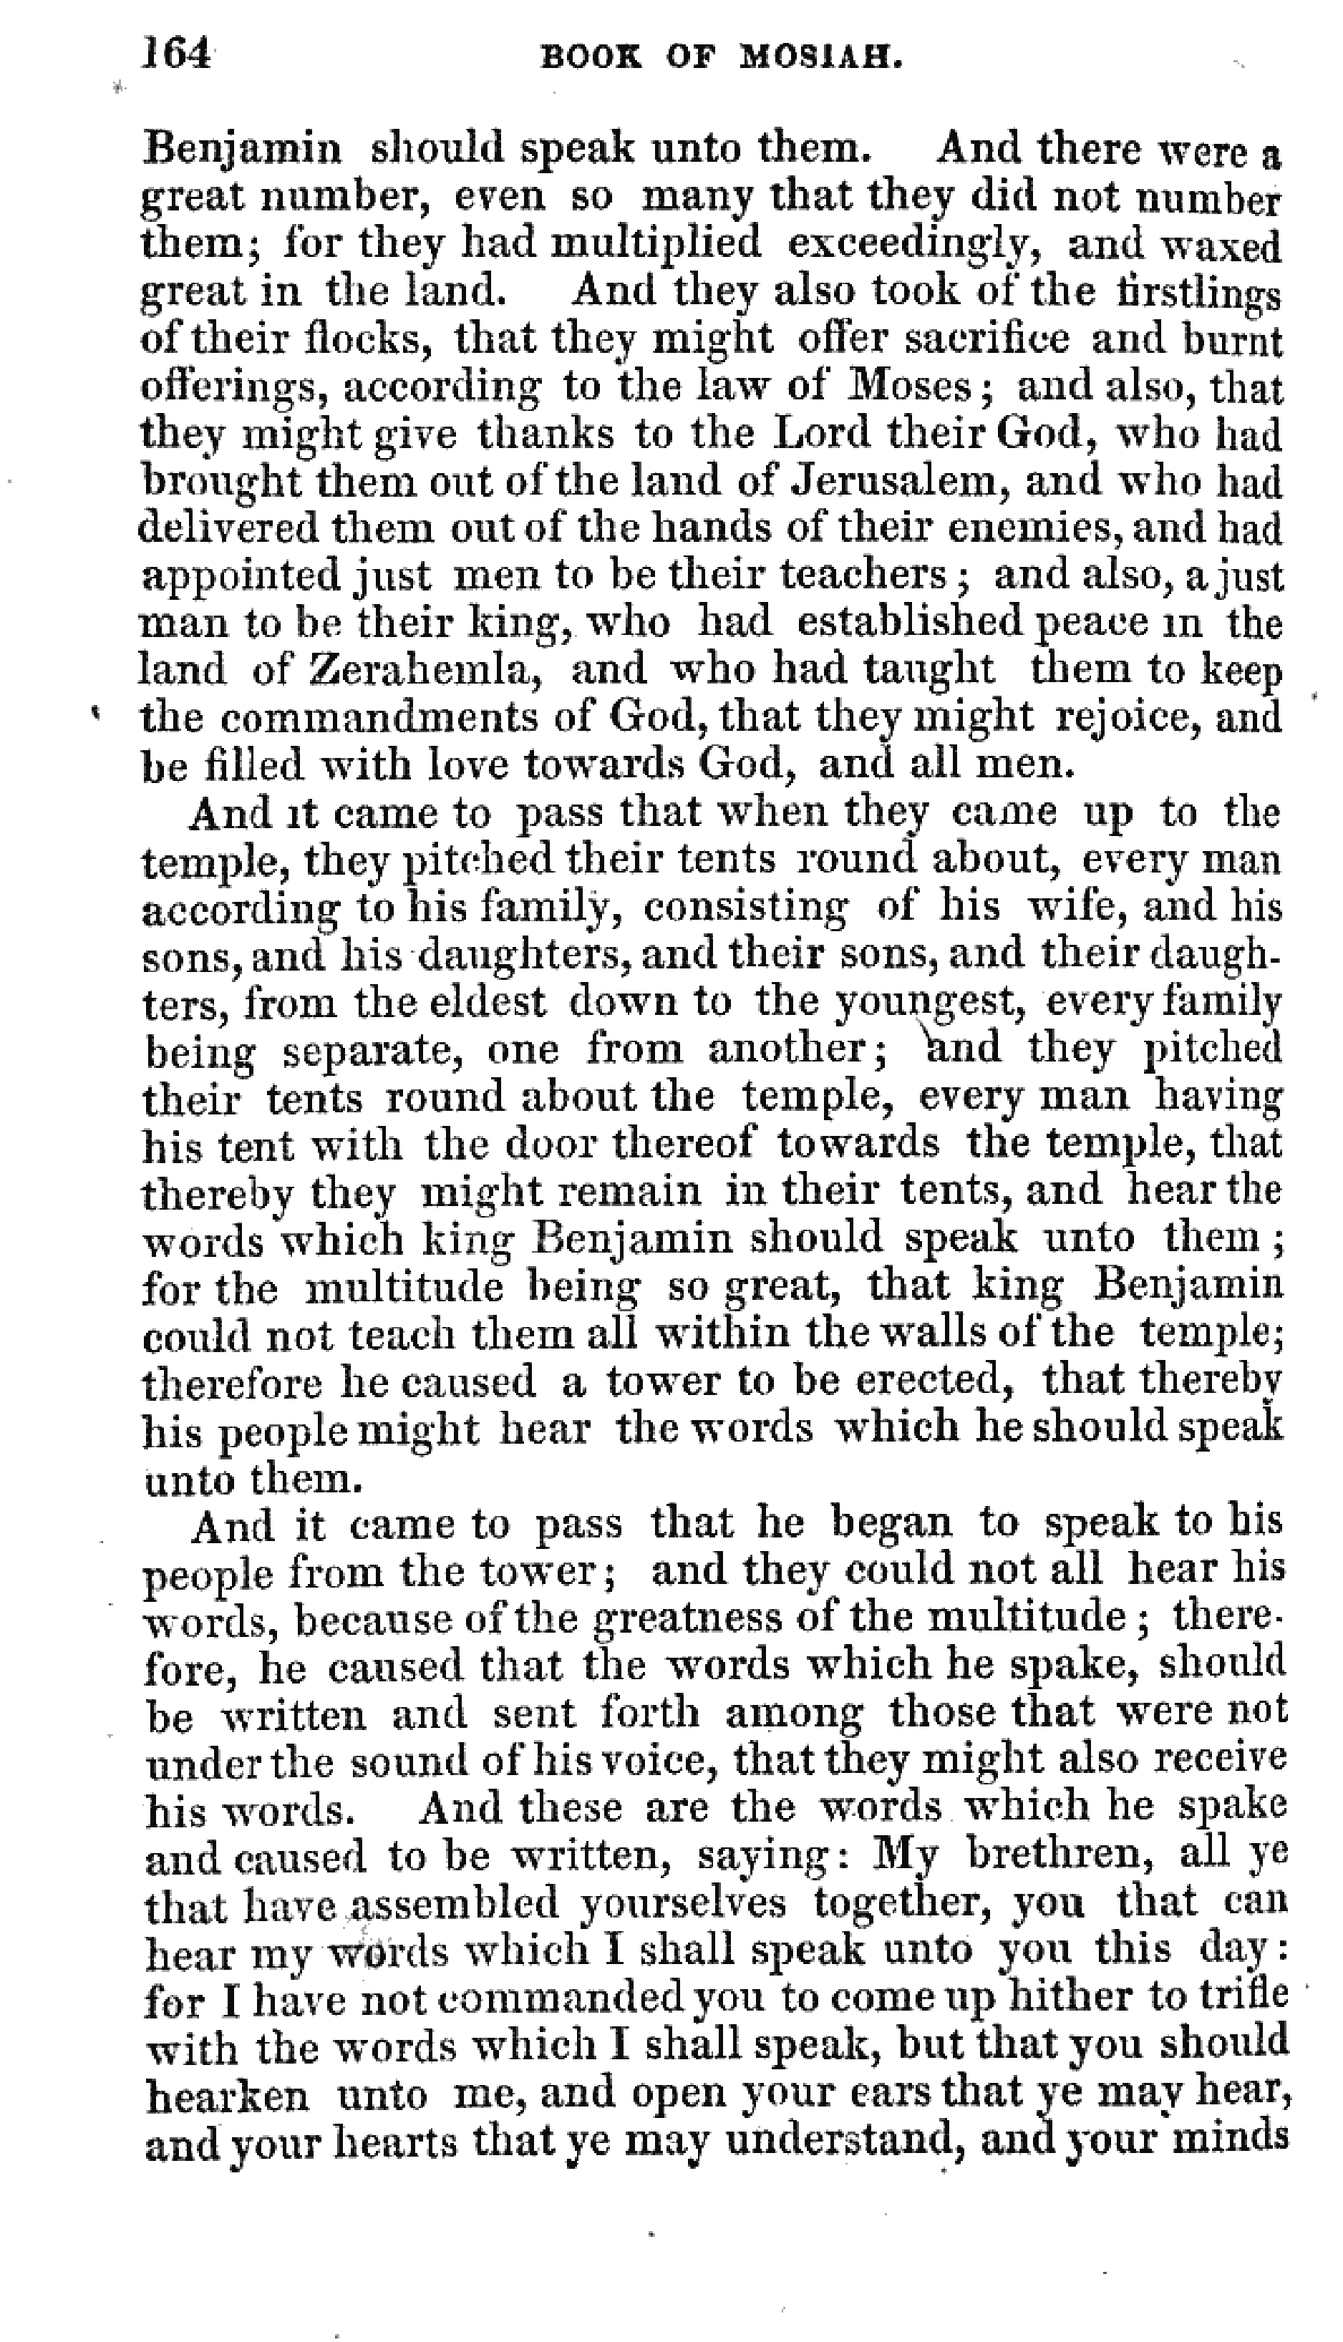 164 BOOK OF MOSIAH.
Benjamin should speak unto them. And there were a
great number, even so many that they did not number
them; for they had multiplied exceedingly, and waxed
great in the land. And they also took of the firstlings
of their flocks, that they might offer sacrifice and burnt
offerings, according to the law of Moses; and also, that
they might give thanks to the Lord their God, who had
brought them out of the land of Jerusalem, and who had
delivered them out of the hands of their enemies, and had
appointed just men to be their teachers; and also, a just
man to be their king, who had established peace in the
land of Zerahemla, and who had taught them to keep
the commandments of God, that they might rejoice, and
be filled with love towards God, and all men.
And it came to pass that when they came up to the
temple, they pitched their tents round about, every man
according to his family, consisting of his wife, and his
sons, and his daughters, and their sons, and their daugh-
ters, from the eldest down to the youngest, every family
being separate, one from another; and they pitched
their tents round about the temple, every man having
his tent with the door thereof towards the temple, that
thereby they might remain in their tents, and hear the
words which king Benjamin should speak unto them;
for the multitude being so great, that king Benjamin
could not teach them all within the walls of the temple;
therefore he caused a tower to be erected, that thereby
his people might hear the words which he should speak
unto them.
And it came to pass that he began to speak to his
people from the tower; and they could not all hear his
words, because of the greatness of the multitude; there-
fore, he caused that the words which he spake, should
be written and sent forth among those that were not
under the sound of his voice, that they might also receive
his words. And these are the words which he spake
and caused to be written, saying: My brethren, all ye
that have assembled yourselves together, you that can
hear my words which I shall speak unto you this day:
for I have not commanded you to come up hither to trifle
with the words which I shall speak, but that you should
hearken unto me, and open your ears that ye may hear,
and your hearts that ye may understand, and your minds